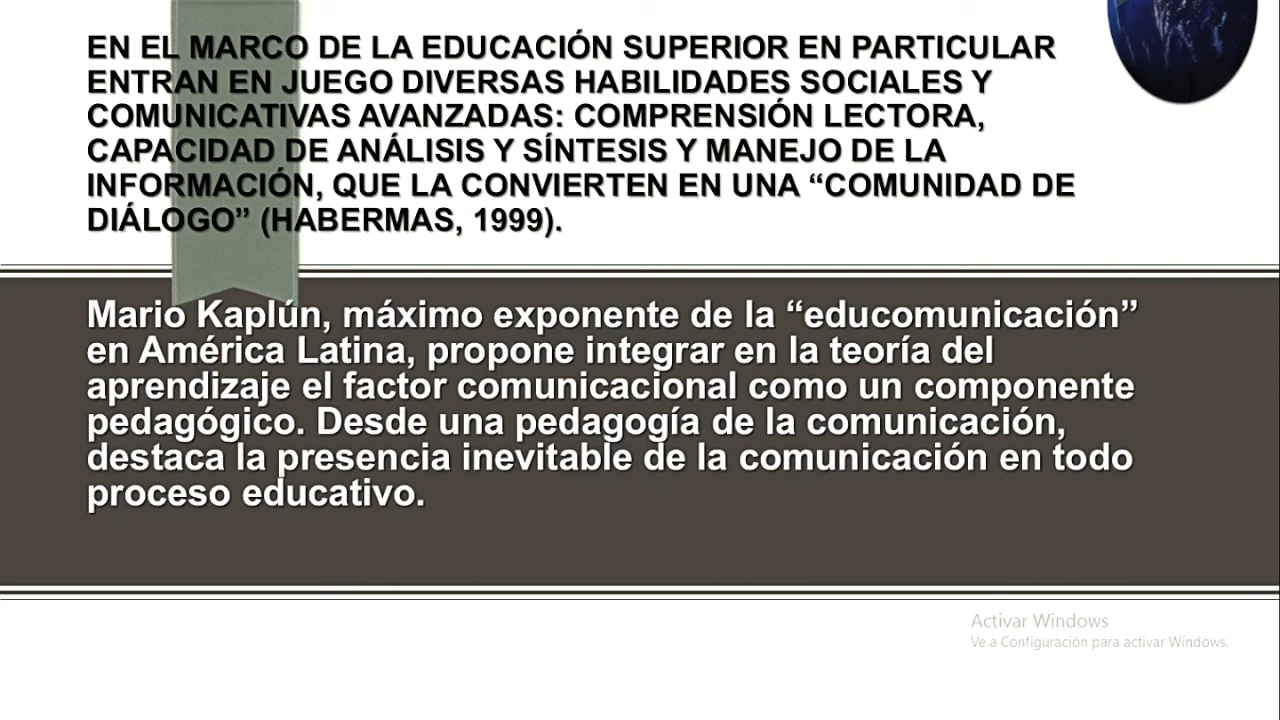 EN EL MARCO DE LA EDUCACIÓN SUPERIOR EN PARTICULAR
ENTRAN EN JUEGO DIVERSAS HABILIDADES SOCIALES Y
COMUNICATIVAS AVANZADAS: COMPRENSIÓN LECTORA,
CAPACIDAD DE ANÁLISIS Y SÍNTESIS Y MANEJO DE LA
INFORMACIÓN, QUE LA CONVIERTEN EN UNA “COMUNIDAD DE
DIÁLOGO” (HABERMAS, 1999).
Mario Kaplún, máximo exponente de la “educomunicación”
en América Latina, propone integrar en la teoría del
aprendizaje el factor comunicacional como un componente
pedagógico. Desde una pedagogía de la comunicación,
destaca la presencia inevitable de la comunicación en todo
proceso educativo.
Activar Windows
Ve a Configuración para activar Windows.